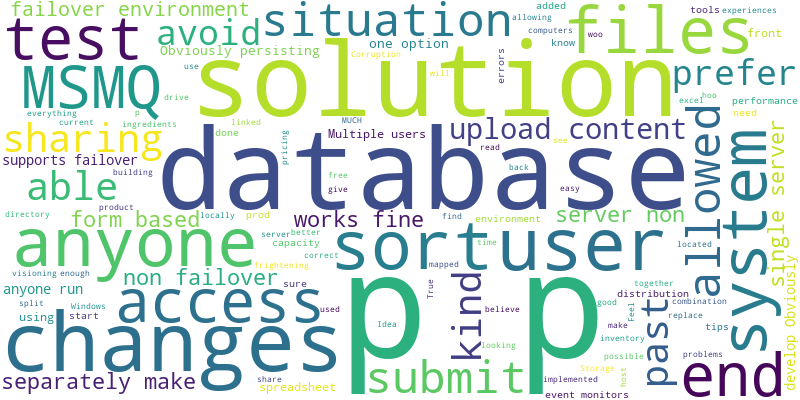 failover environment
situation
added
tools
experiences
allowing
files
test
avoid
computers
woo
front
Obviously persisting
one option
know
solution
errors
Corruption
prefer
MSMQ
use
will
drive
hoo
excel
performance
everything
P
linked
MUCH
need
current
ingredients
upload content
sharing
done
Multiple users
see
database
allowed
system
single server
supports failover
pricing
read
building
able
free
back
product
give
easy
directory
form based
locally
prod
works fine
find
environment
server non
anyone
sortuser
server
better
capacity
time
located
correct
visioning
enough
non failover
frightening
mapped
together
anyone run
access
sure
True
kind
believe
distribution
split
Windows
used
p p
good
combination
past
using
start
Idea
Feel
replace
tips
changes
make
inventory
looking
possible
problems
develop Obviously
separately make
share
spreadsheet
submit
implemented
Storage
host
event monitors
end